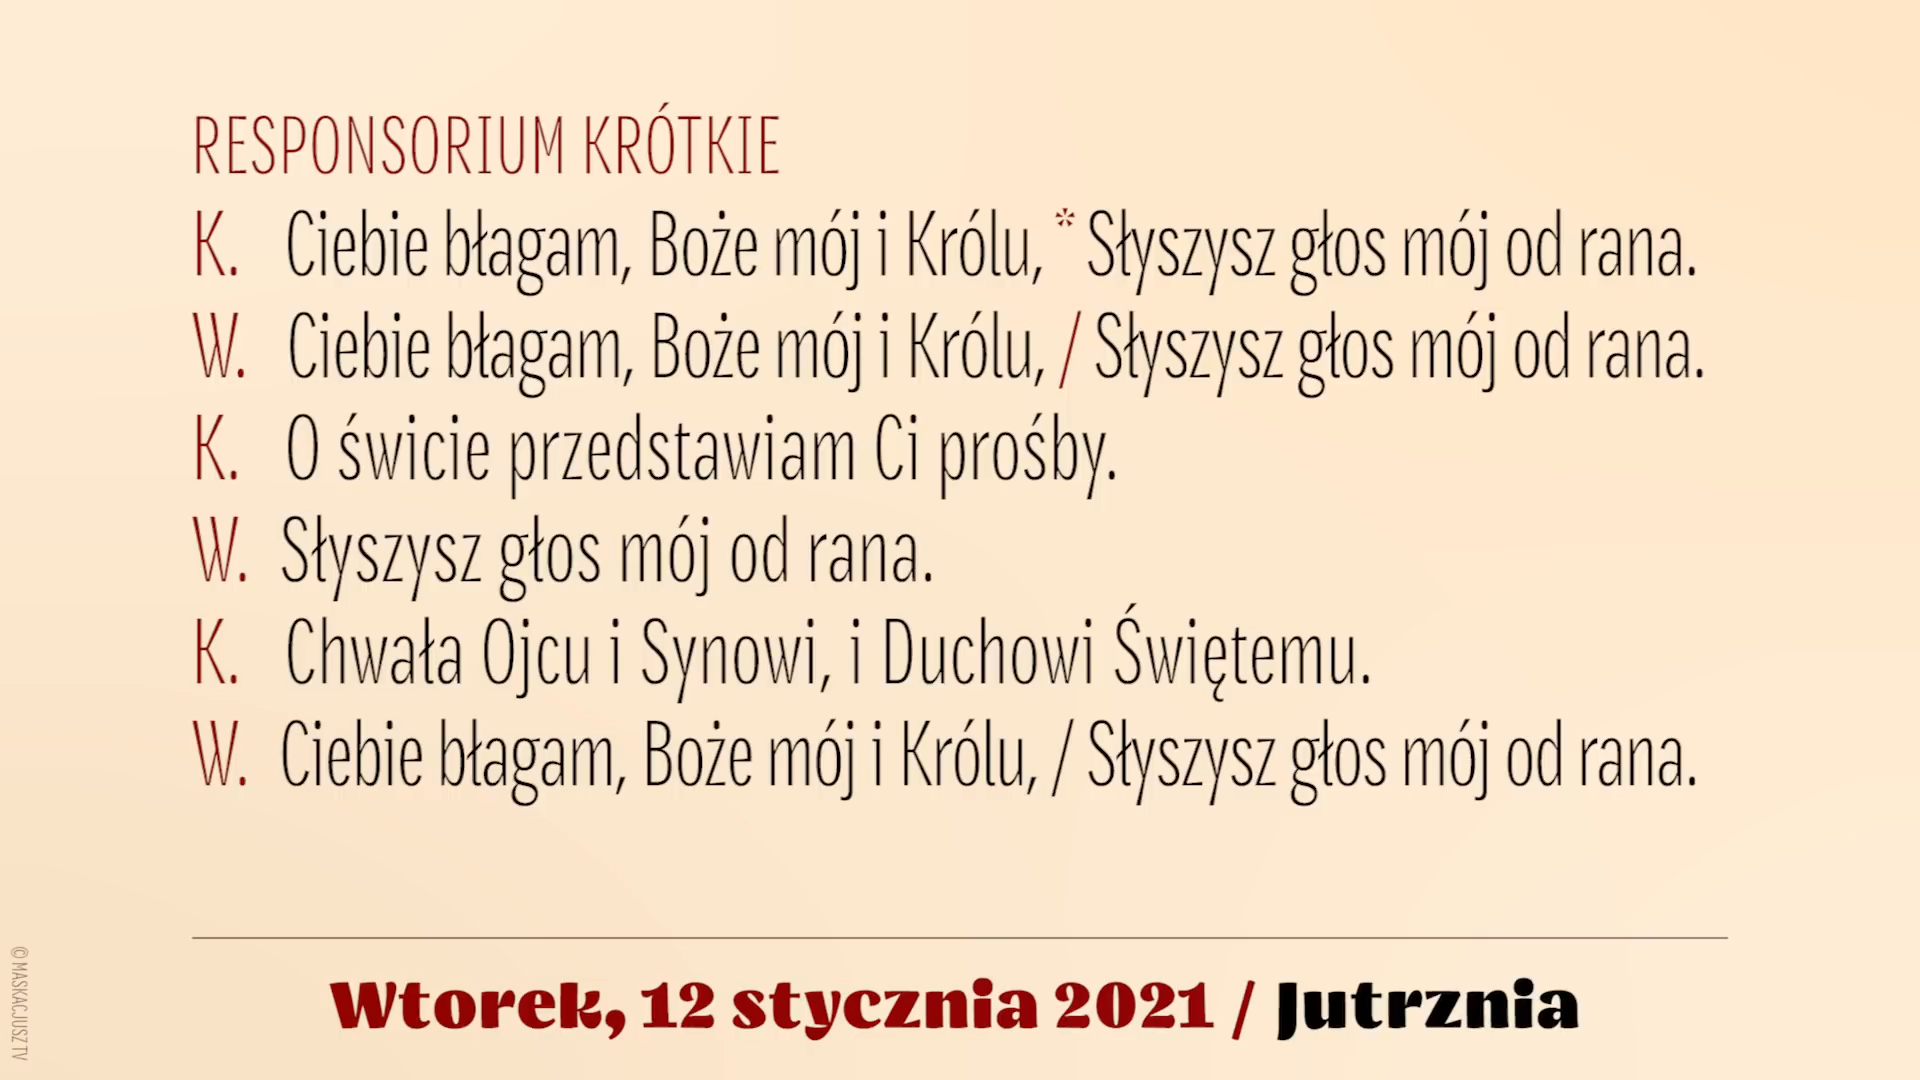 RESPONSORIUM KRÓTKIE
K. Ciebie błagam, Boże mój i Królu, * Słyszysz głos mój od rana.
W. Ciebie błagam, Boże mój i Królu, / Słyszysz głos mój od rana.
K. O świcie przedstawiam Ci prośby.
W. Słyszysz głos mój od rana.
K. Chwała Ojcu i Synowi, i Duchowi Świętemu.
W. Ciebie błagam, Boże mój i Królu, / Słyszysz głos mój od rana.
Wtorek, 12 stycznia 2021 / Jutrznia
© MASKACJUSZ TV